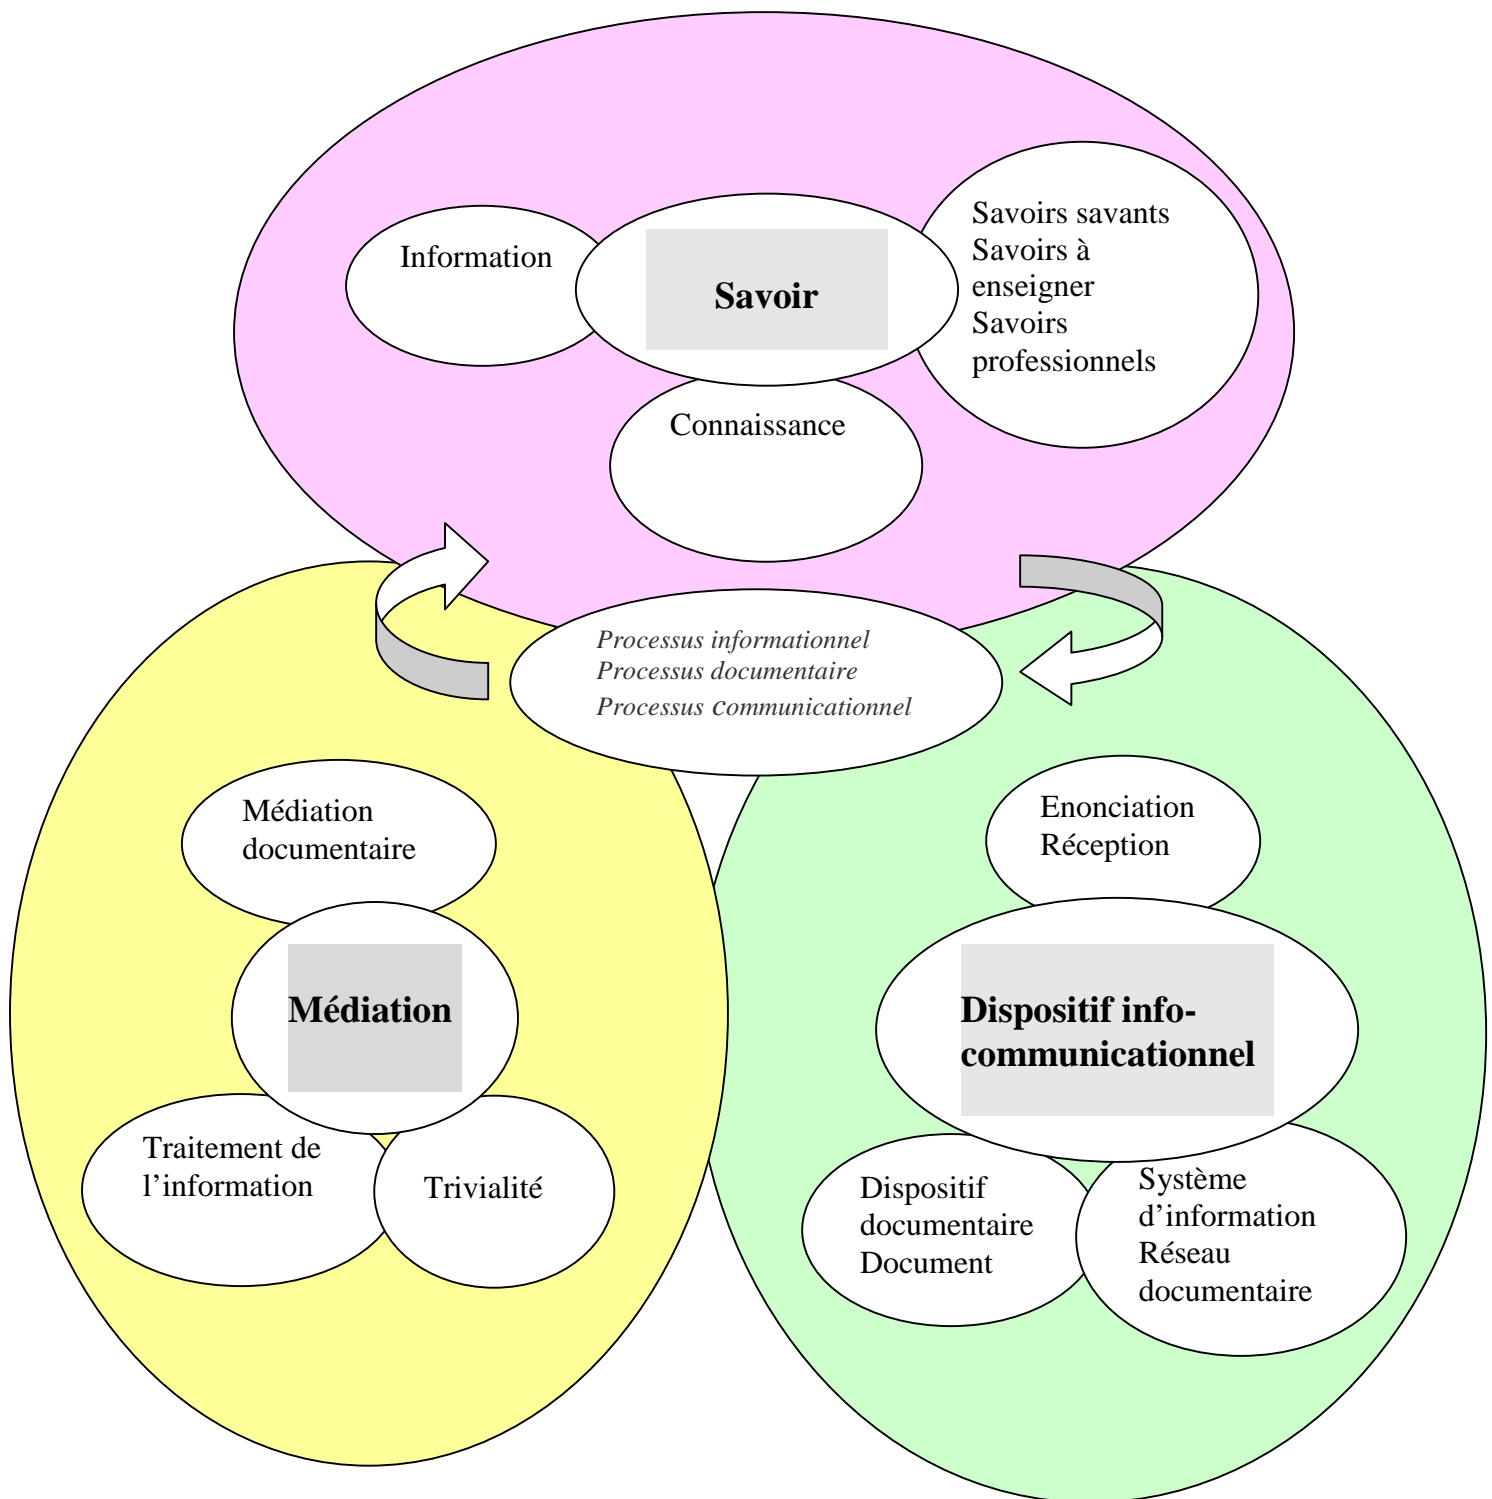 Information
Savoir
Savoirs savants
Savoirs à
enseigner
Savoirs
professionnels
Connaissance
Processus informationnel
Processus documentaire
Processus communicationnel
Médiation
documentaire
Médiation
Traitement de
l’information
Trivialité
Enonciation
Réception
Dispositif info-
communicationnel
Dispositif
documentaire
Document
Système
d’information
Réseau
documentaire